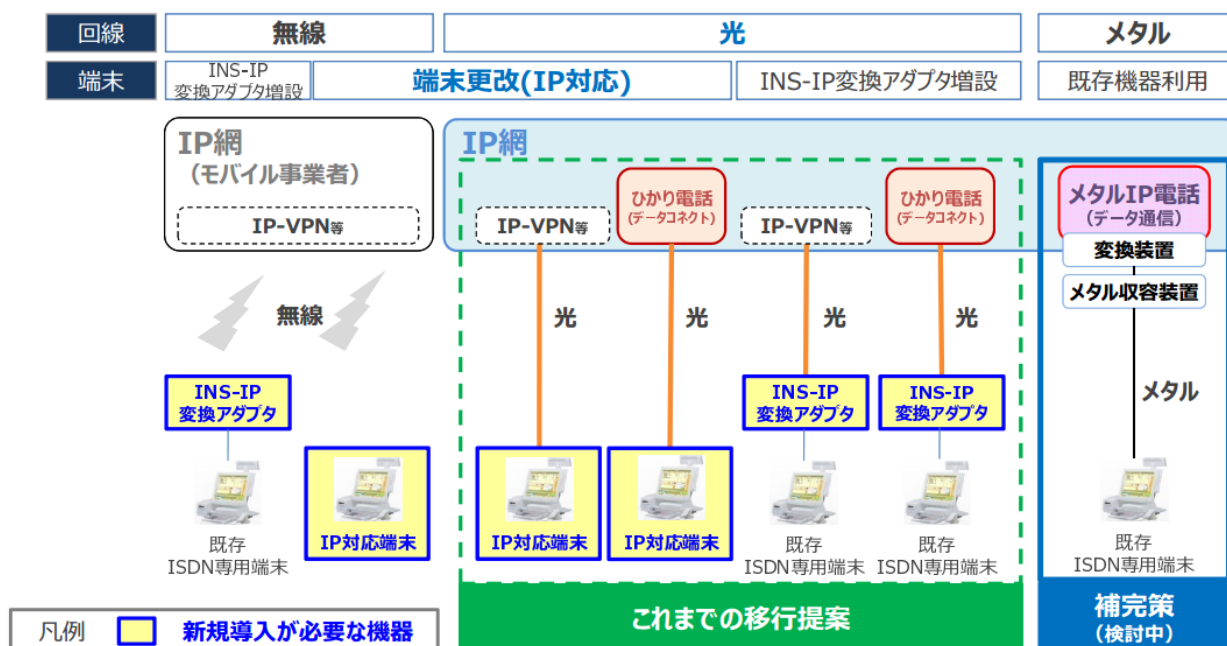 回線
無線
光
メタル
端末
INS-IP
変換アダプタ増設
端末更改(IP対応)
INS-IP変換アダプタ増設
既存機器利用
IP網
(モバイル事業者)
IP-VPN等
IP網
IP-VPN等
ひかり電話
(データコネクト)
IP-VPN等
ひかり電話
(データコネクト)
メタルIP電話
(データ通信)
変換装置
メタル収容装置
無線
光
光
光
光
メタル
INS-IP
変換アダプタ
INS-IP
変換アダプタ
INS-IP
変換アダプタ
既存
ISDN専用端末
IP対応端末
IP対応端末
IP対応端末
既存
ISDN専用端末
既存
ISDN専用端末
既存
ISDN専用端末
これまでの移行提案
補完策
(検討中)
凡例
新規導入が必要な機器